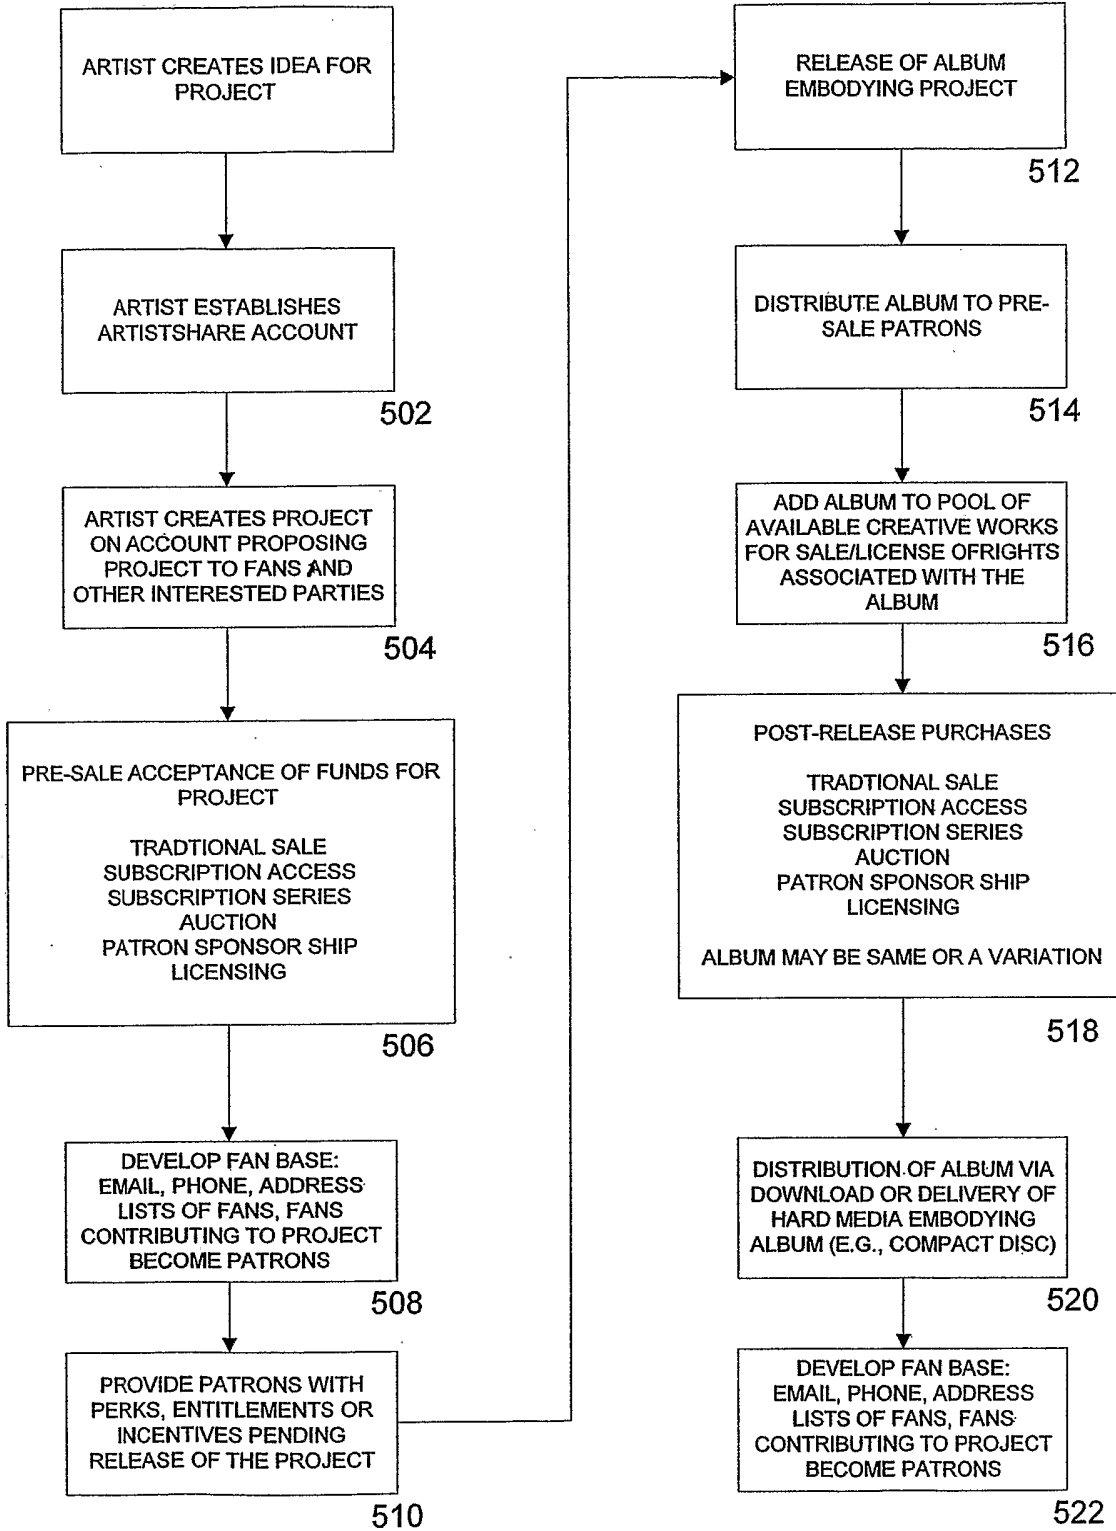 ARTIST CREATES IDEA FOR
PROJECT
ARTIST ESTABLISHES
ARTISTSHARE ACCOUNT
502
ARTIST CREATES PROJECT
ON ACCOUNT PROPOSING
PROJECT TO FANS AND
OTHER INTERESTED PARTIES
504
PRE-SALE ACCEPTANCE OF FUNDS FOR
PROJECT
TRADTIONAL SALE
SUBSCRIPTION ACCESS
SUBSCRIPTION SERIES
AUCTION
PATRON SPONSOR SHIP
LICENSING
506
DEVELOP FAN BASE:
EMAIL, PHONE, ADDRESS
LISTS OF FANS, FANS
CONTRIBUTING TO PROJECT
BECOME PATRONS
508
PROVIDE PATRONS WITH
PERKS, ENTITLEMENTS OR
INCENTIVES PENDING
RELEASE OF THE PROJECT
510
RELEASE OF ALBUM
EMBODYING PROJECT
512
DISTRIBUTE ALBUM TO PRE-
SALE PATRONS
514
ADD ALBUM TO POOL OF
AVAILABLE CREATIVE WORKS
FOR SALE/LICENSE OFRIGHTS
ASSOCIATED WITH THE
ALBUM
516
POST-RELEASE PURCHASES
TRADTIONAL SALE
SUBSCRIPTION ACCESS
SUBSCRIPTION SERIES
AUCTION
PATRON SPONSOR SHIP
LICENSING
ALBUM MAY BE SAME OR A VARIATION
518
DISTRIBUTION OF ALBUM VIA
DOWNLOAD OR DELIVERY OF
HARD MEDIA EMBODYING
ALBUM (E.G., COMPACT DISC)
520
DEVELOP FAN BASE:
EMAIL, PHONE, ADDRESS
LISTS OF FANS, FANS
CONTRIBUTING TO PROJECT
BECOME PATRONS
522